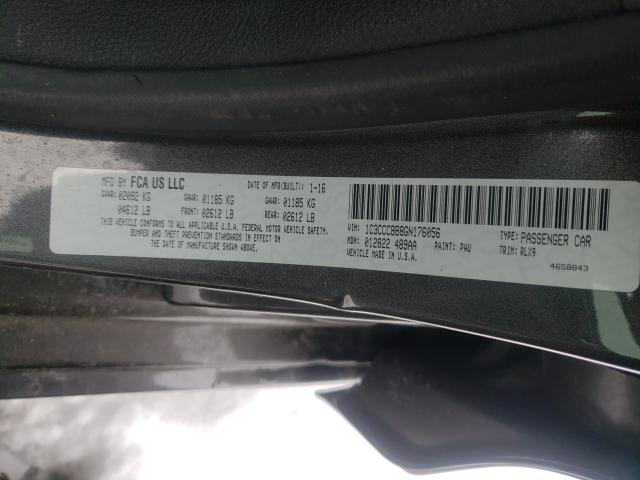 MFD BY FCA US LLC DATE OF MFR(BUILT): 1-16
GVWR: 02092 KG GAWR: 01185 KG GAWR: 01185 KG
04612 LB FRONT: 02612 LB REAR: 02612 LB
THIS VEHICLE CONFORMS TO ALL APPLICABLE U.S.A. FEDERAL MOTOR VEHICLE SAFETY,
BUMPER AND THEFT PREVENTION STANDARDS IN EFFECT ON
THE DATE OF MANUFACTURE SHOWN ABOVE.
VIN: 1C3CCCBB8GN176056 TYPE: PASSENGER CAR
MDH: 012822 489AA PAINT: PAU TRIM: RLX9
VEHICLE MADE IN U.S.A. 4658843